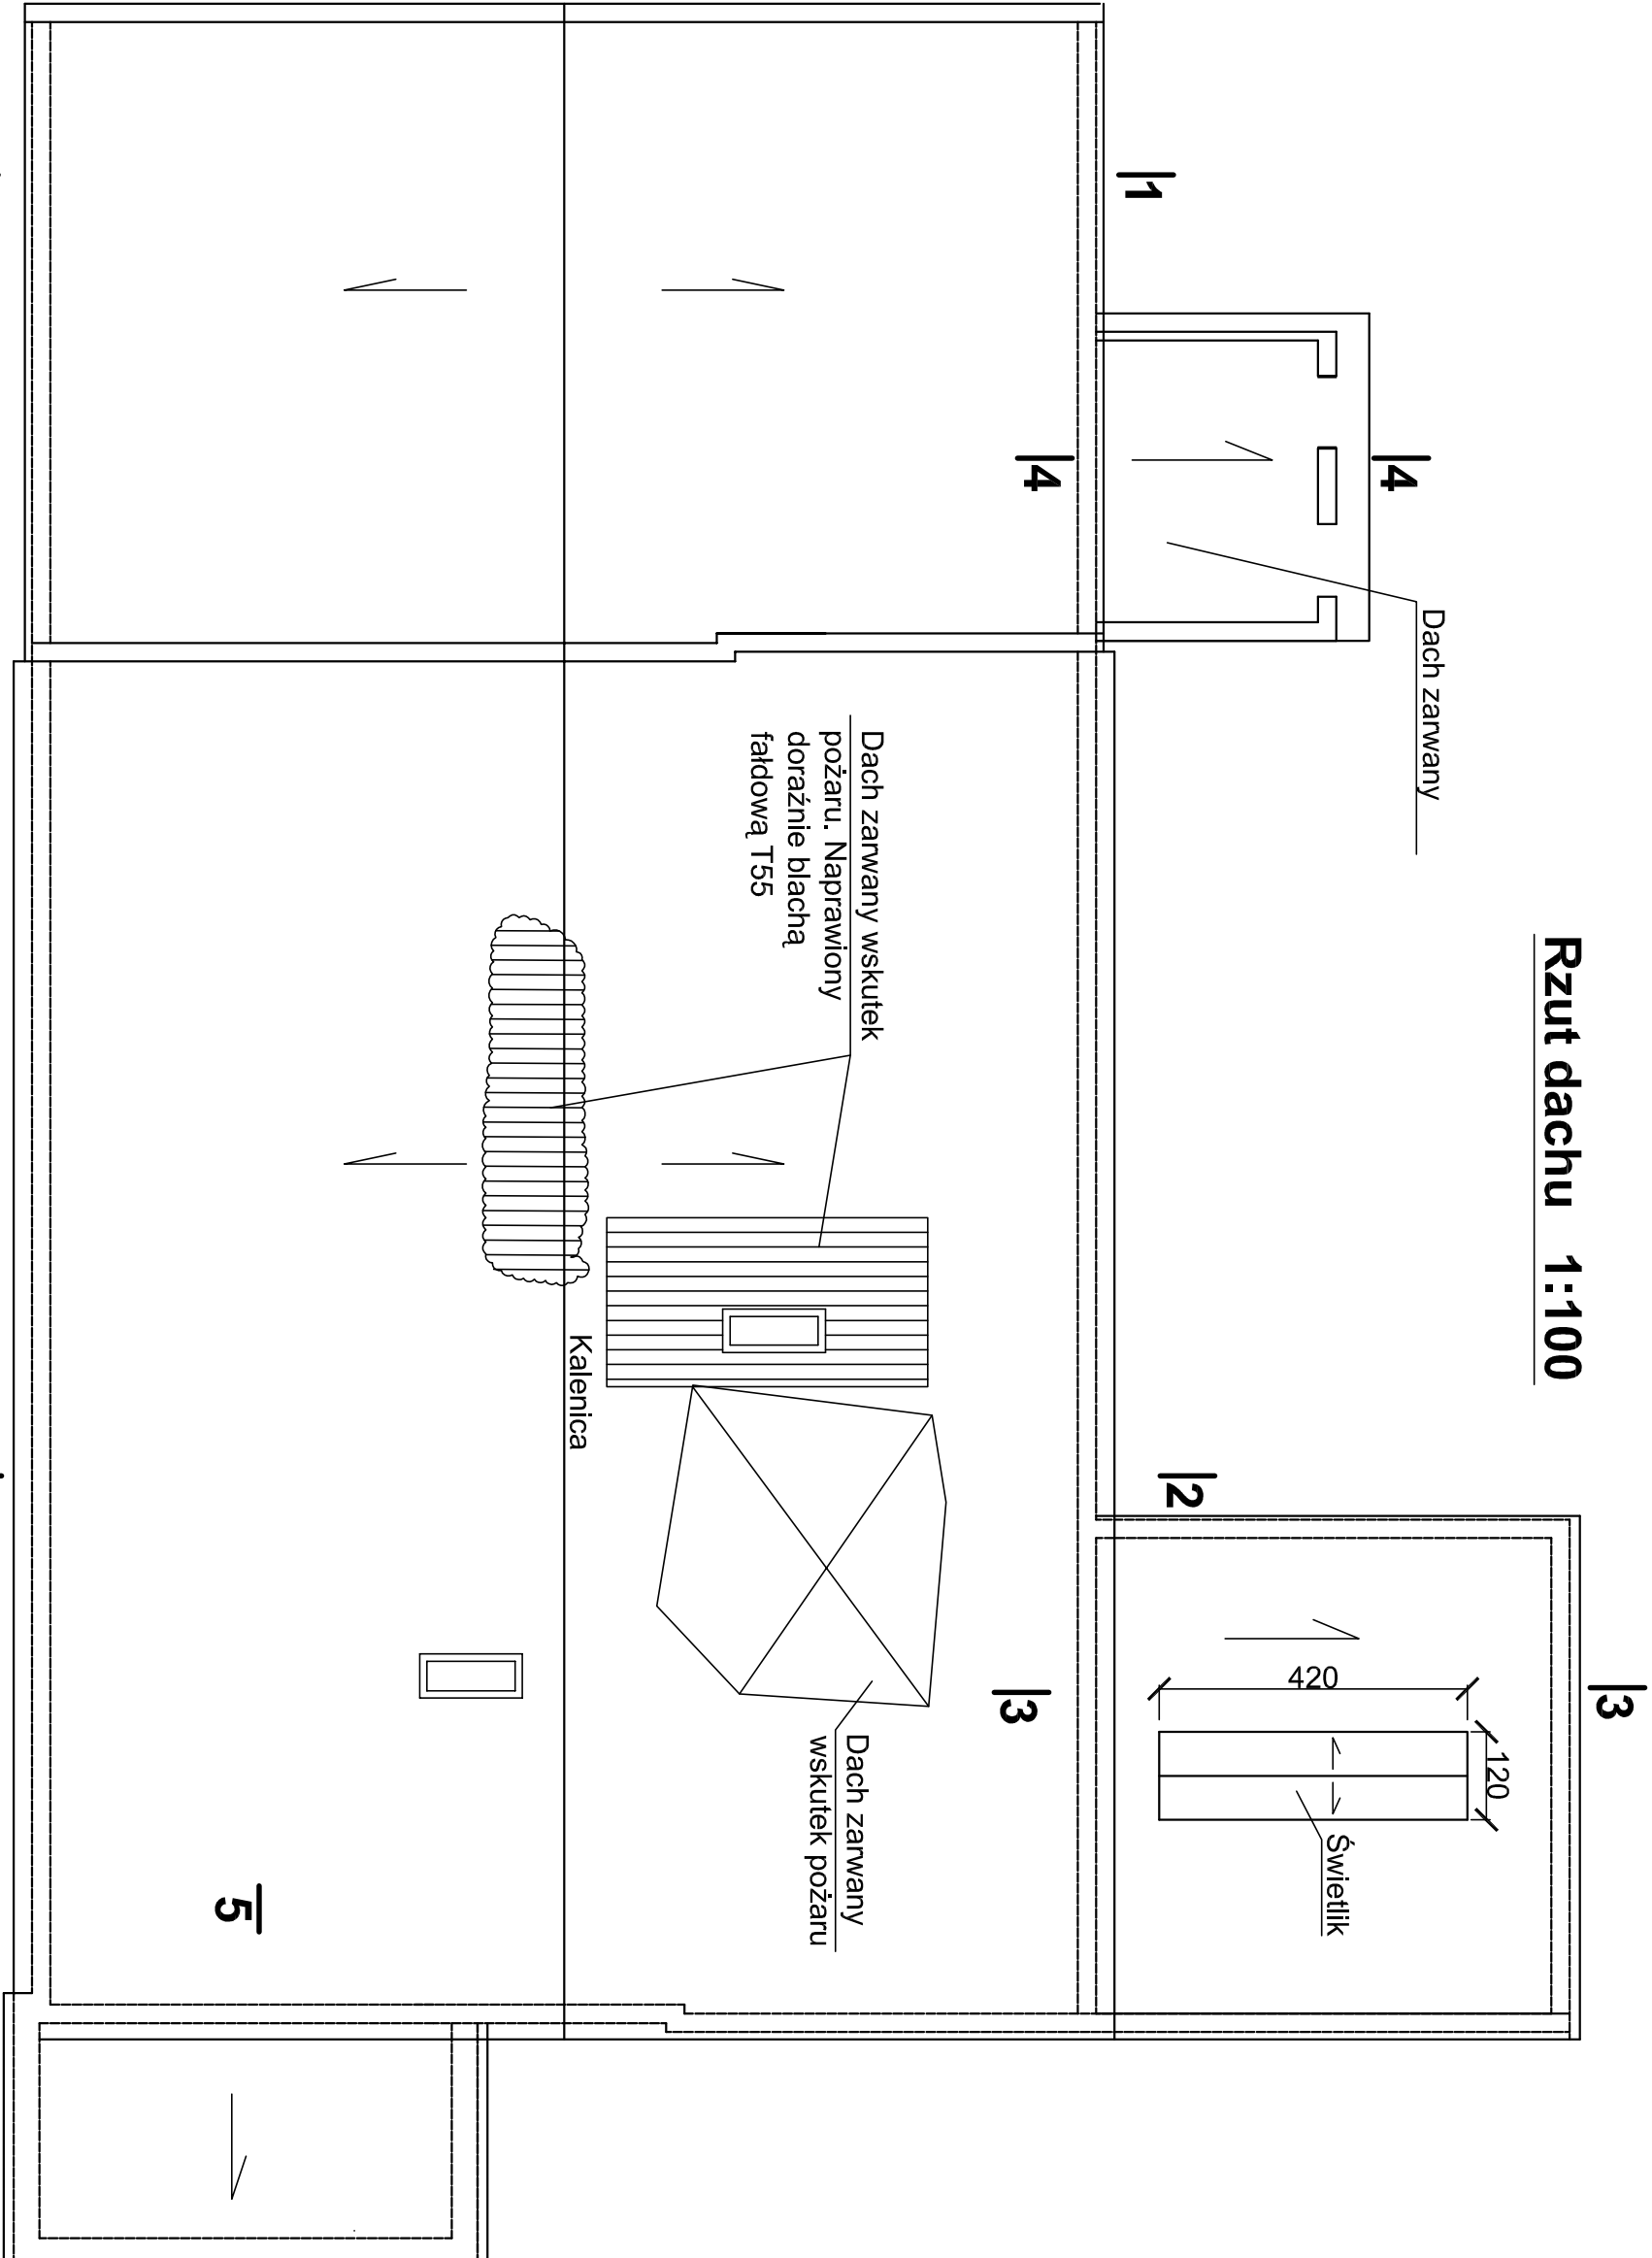 Rzut dachu 1:100
Dach zarwany
Dach zarwany wskutek
pożaru. Naprawiony
doraźnie blachą
fałdową T55
Kalenica
Dach zarwany
wskutek pożaru
Świetlik
420
120
1
4
4
2
3
3
5